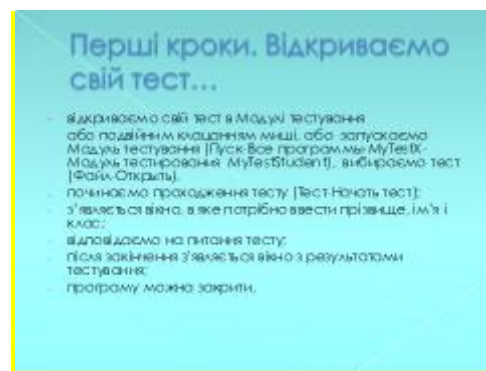 Перші кроки. Відкриваємо
свій тест…
відкриваємо свій тест в Модулі тестування
або подвійним клацанням миші, або запускаємо
Модуль тестування (Пуск-Все программы MyTestX-
Модуль тестирования MyTestStudent), вибираємо тест
(Файл-Открыть).
починаємо проходження тесту (Тест-Начать тест);
з'являється вікно, в яке потрібно ввести прізвище, ім'я і
клас.;
відповідаємо на питання тесту;
після закінчення з'являється вікно з результатами
тестування;
програму можна закрити.